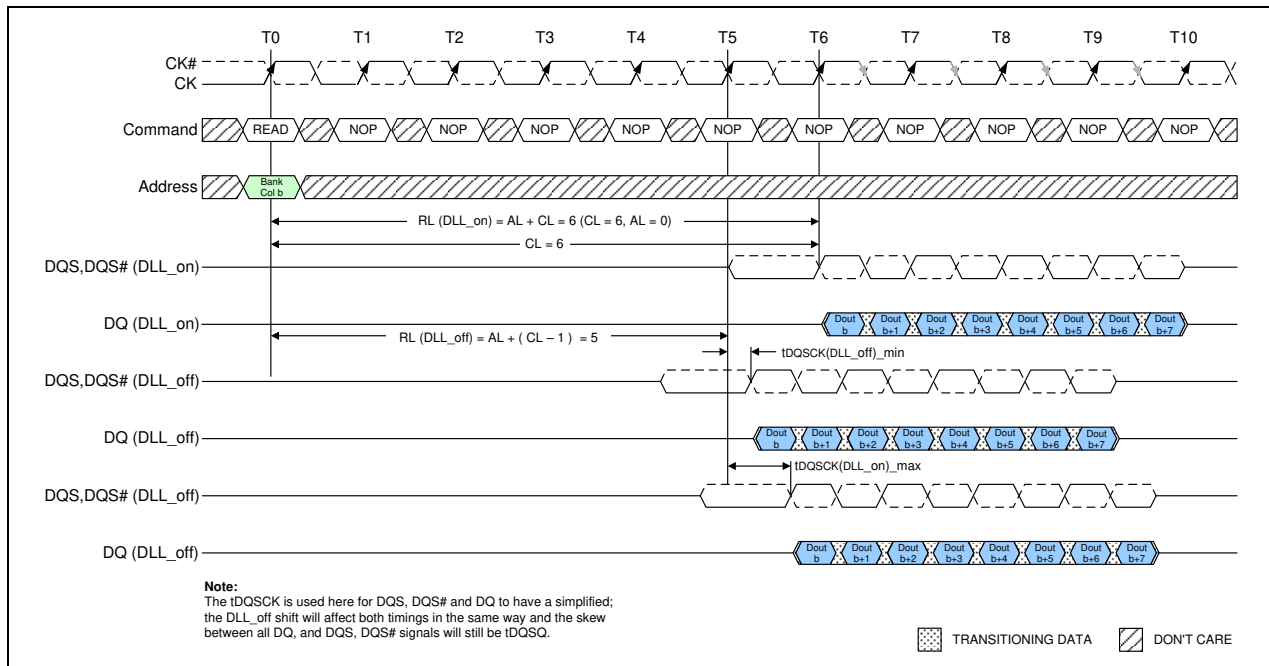 T0 T1 T2 T3 T4 T5 T6 T7 T8 T9 T10
CK#
CK
Command READ NOP NOP NOP NOP NOP NOP NOP NOP NOP NOP
Address Bank
Col b
RL (DLL_on) = AL + CL = 6 (CL = 6, AL = 0)
CL = 6
DQS,DQS# (DLL_on)
DQ (DLL_on) Dout
b Dout
b+1 Dout
b+2 Dout
b+3 Dout
b+4 Dout
b+5 Dout
b+6 Dout
b+7
RL (DLL_off) = AL + ( CL – 1 ) = 5
tDQSCK(DLL_off)_min
DQS,DQS# (DLL_off)
DQ (DLL_off) Dout
b Dout
b+1 Dout
b+2 Dout
b+3 Dout
b+4 Dout
b+5 Dout
b+6 Dout
b+7
tDQSCK(DLL_on)_max
DQS,DQS# (DLL_off)
DQ (DLL_off) Dout
b Dout
b+1 Dout
b+2 Dout
b+3 Dout
b+4 Dout
b+5 Dout
b+6 Dout
b+7
Note:
The tDQSCK is used here for DQS, DQS# and DQ to have a simplified;
the DLL_off shift will affect both timings in the same way and the skew
between all DQ, and DQS, DQS# signals will still be tDQSQ.
TRANSITIONING DATA DON'T CARE